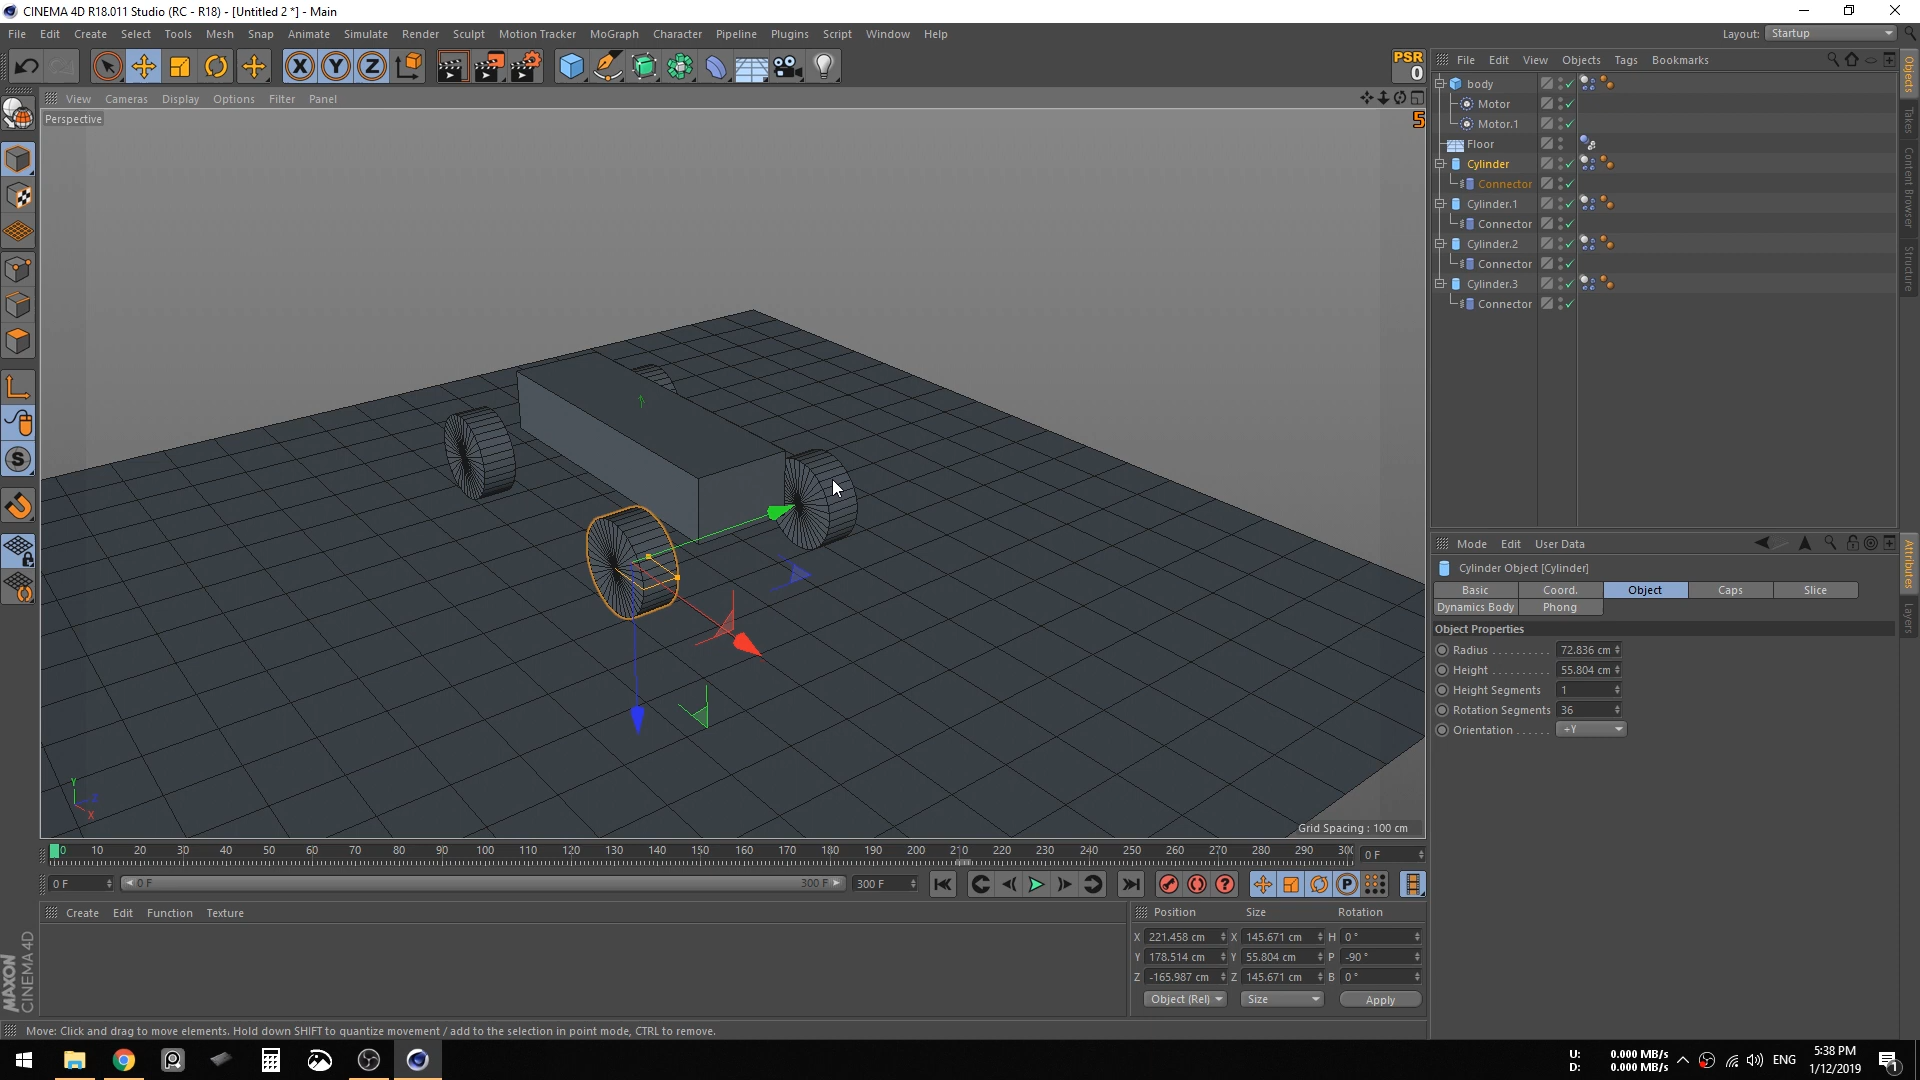 CINEMA 4D R18.011 Studio (RC - R18) - [Untitled 2 *] - Main
File Edit Create Select Tools Mesh Snap Animate Simulate Render Sculpt Motion Tracker MoGraph Character Pipeline Plugins Script Window Help
Layout: Startup
PSR
0
View Cameras Display Options Filter Panel
Perspective
5
X Y Z
S
Y
X
Grid Spacing : 100 cm
File Edit View Objects Tags Bookmarks
body
Motor
Motor.1
Floor
Cylinder
Connector
Cylinder.1
Connector
Cylinder.2
Connector
Cylinder.3
Connector
Objects
Takes
Content Browser
Structure
Mode Edit User Data
Cylinder Object [Cylinder]
Basic Coord. Object Caps Slice
Dynamics Body Phong
Object Properties
Radius . . . . . . . . . . 72.836 cm
Height . . . . . . . . . . 55.804 cm
Height Segments 1
Rotation Segments 36
Orientation . . . . . . +Y
Attributes
Layers
0 10 20 30 40 50 60 70 80 90 100 110 120 130 140 150 160 170 180 190 200 210 220 230 240 250 260 270 280 290 300
0 F
0 F 0 F 300 F 300 F
P
Create Edit Function Texture
Position Size Rotation
X 221.458 cm X 145.671 cm H 0 °
Y 178.514 cm Y 55.804 cm P -90 °
Z -165.987 cm Z 145.671 cm B 0 °
Object (Rel) Size Apply
MAXON
CINEMA 4D
Move: Click and drag to move elements. Hold down SHIFT to quantize movement / add to the selection in point mode, CTRL to remove.
U: 0.000 MB/s
D: 0.000 MB/s
ENG
5:38 PM
1/12/2019
1